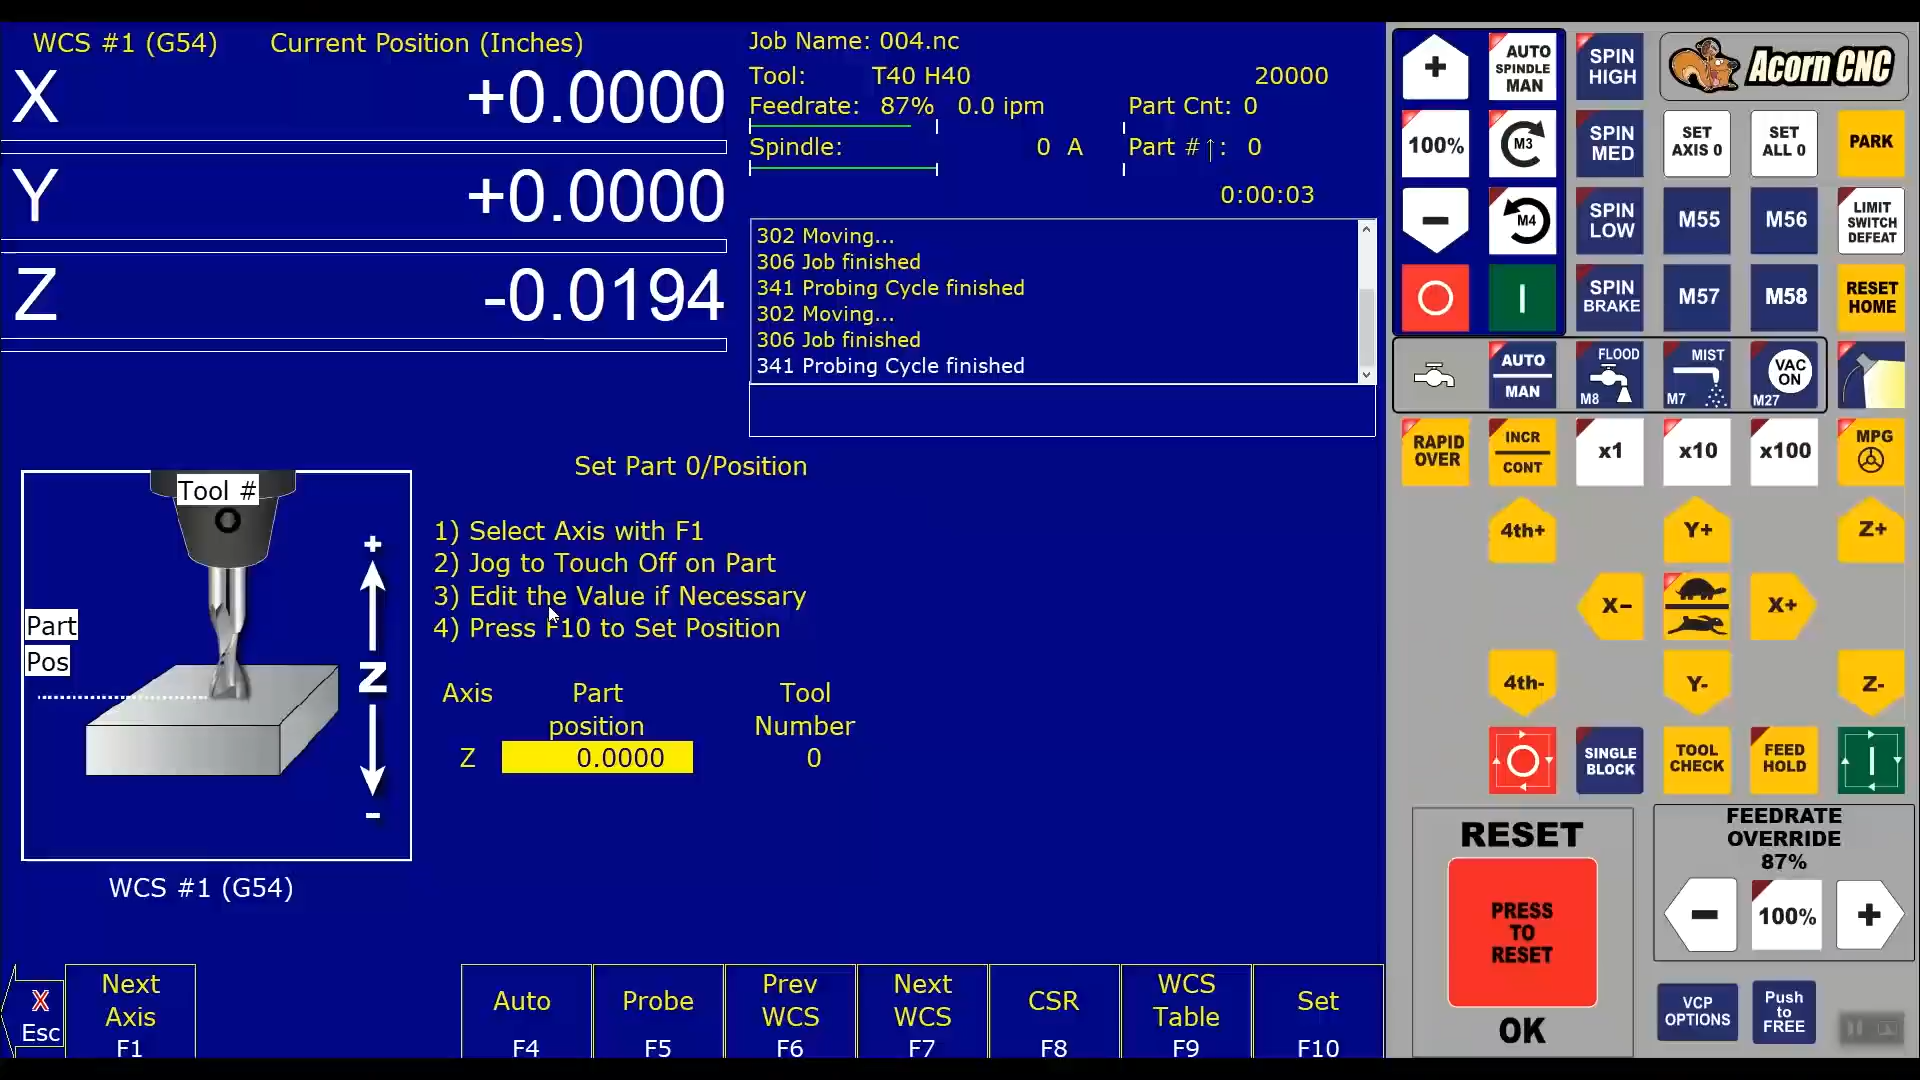 WCS #1 (G54)
Current Position (Inches)
X +0.0000
Y +0.0000
Z -0.0194
Job Name: 004.nc
Tool: T40 H40 20000
Feedrate: 87% 0.0 ipm Part Cnt: 0
Spindle: 0 A Part #↑: 0
0:00:03
302 Moving...
306 Job finished
341 Probing Cycle finished
302 Moving...
306 Job finished
341 Probing Cycle finished
Set Part 0/Position
1) Select Axis with F1
2) Jog to Touch Off on Part
3) Edit the Value if Necessary
4) Press F10 to Set Position
Axis Part Tool
position Number
Z 0.0000 0
Tool #
Part
Pos
+
Z
-
WCS #1 (G54)
X
Esc
Next
Axis
F1
Auto
F4
Probe
F5
Prev
WCS
F6
Next
WCS
F7
CSR
F8
WCS
Table
F9
Set
F10
+
AUTO
SPINDLE
MAN
SPIN
HIGH
Acorn CNC
100%
M3
SPIN
MED
SET
AXIS 0
SET
ALL 0
PARK
-
M4
SPIN
LOW
M55
M56
LIMIT
SWITCH
DEFEAT
SPIN
BRAKE
M57
M58
RESET
HOME
AUTO
MAN
FLOOD
M8
MIST
M7
VAC
ON
M27
RAPID
OVER
INCR
CONT
x1
x10
x100
MPG
4th+
Y+
Z+
X-
X+
4th-
Y-
Z-
SINGLE
BLOCK
TOOL
CHECK
FEED
HOLD
RESET
PRESS
TO
RESET
OK
FEEDRATE
OVERRIDE
87%
-
100%
+
VCP
OPTIONS
Push
to
FREE